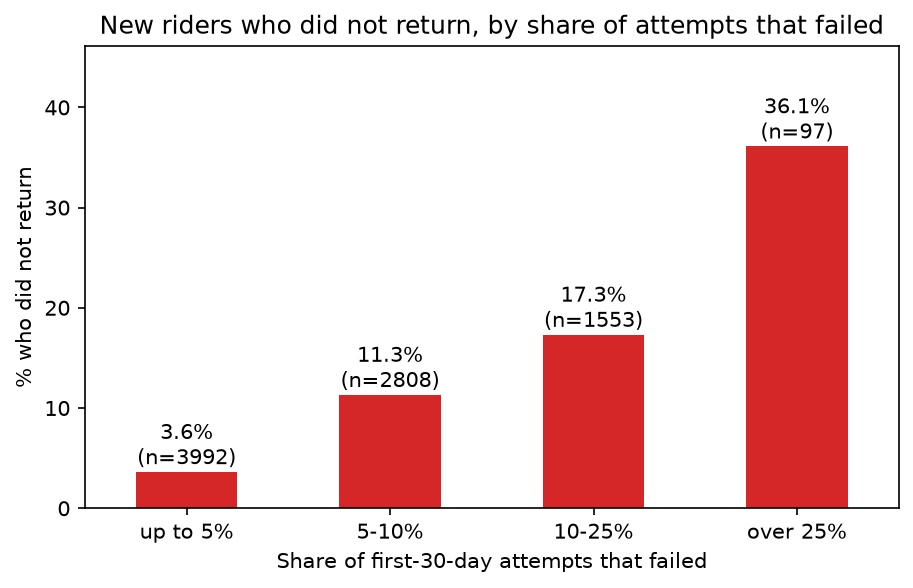 New riders who did not return, by share of attempts that failed
% who did not return
40
30
20
10
0
3.6%
(n=3992)
11.3%
(n=2808)
17.3%
(n=1553)
36.1%
(n=97)
up to 5%
5-10%
10-25%
over 25%
Share of first-30-day attempts that failed